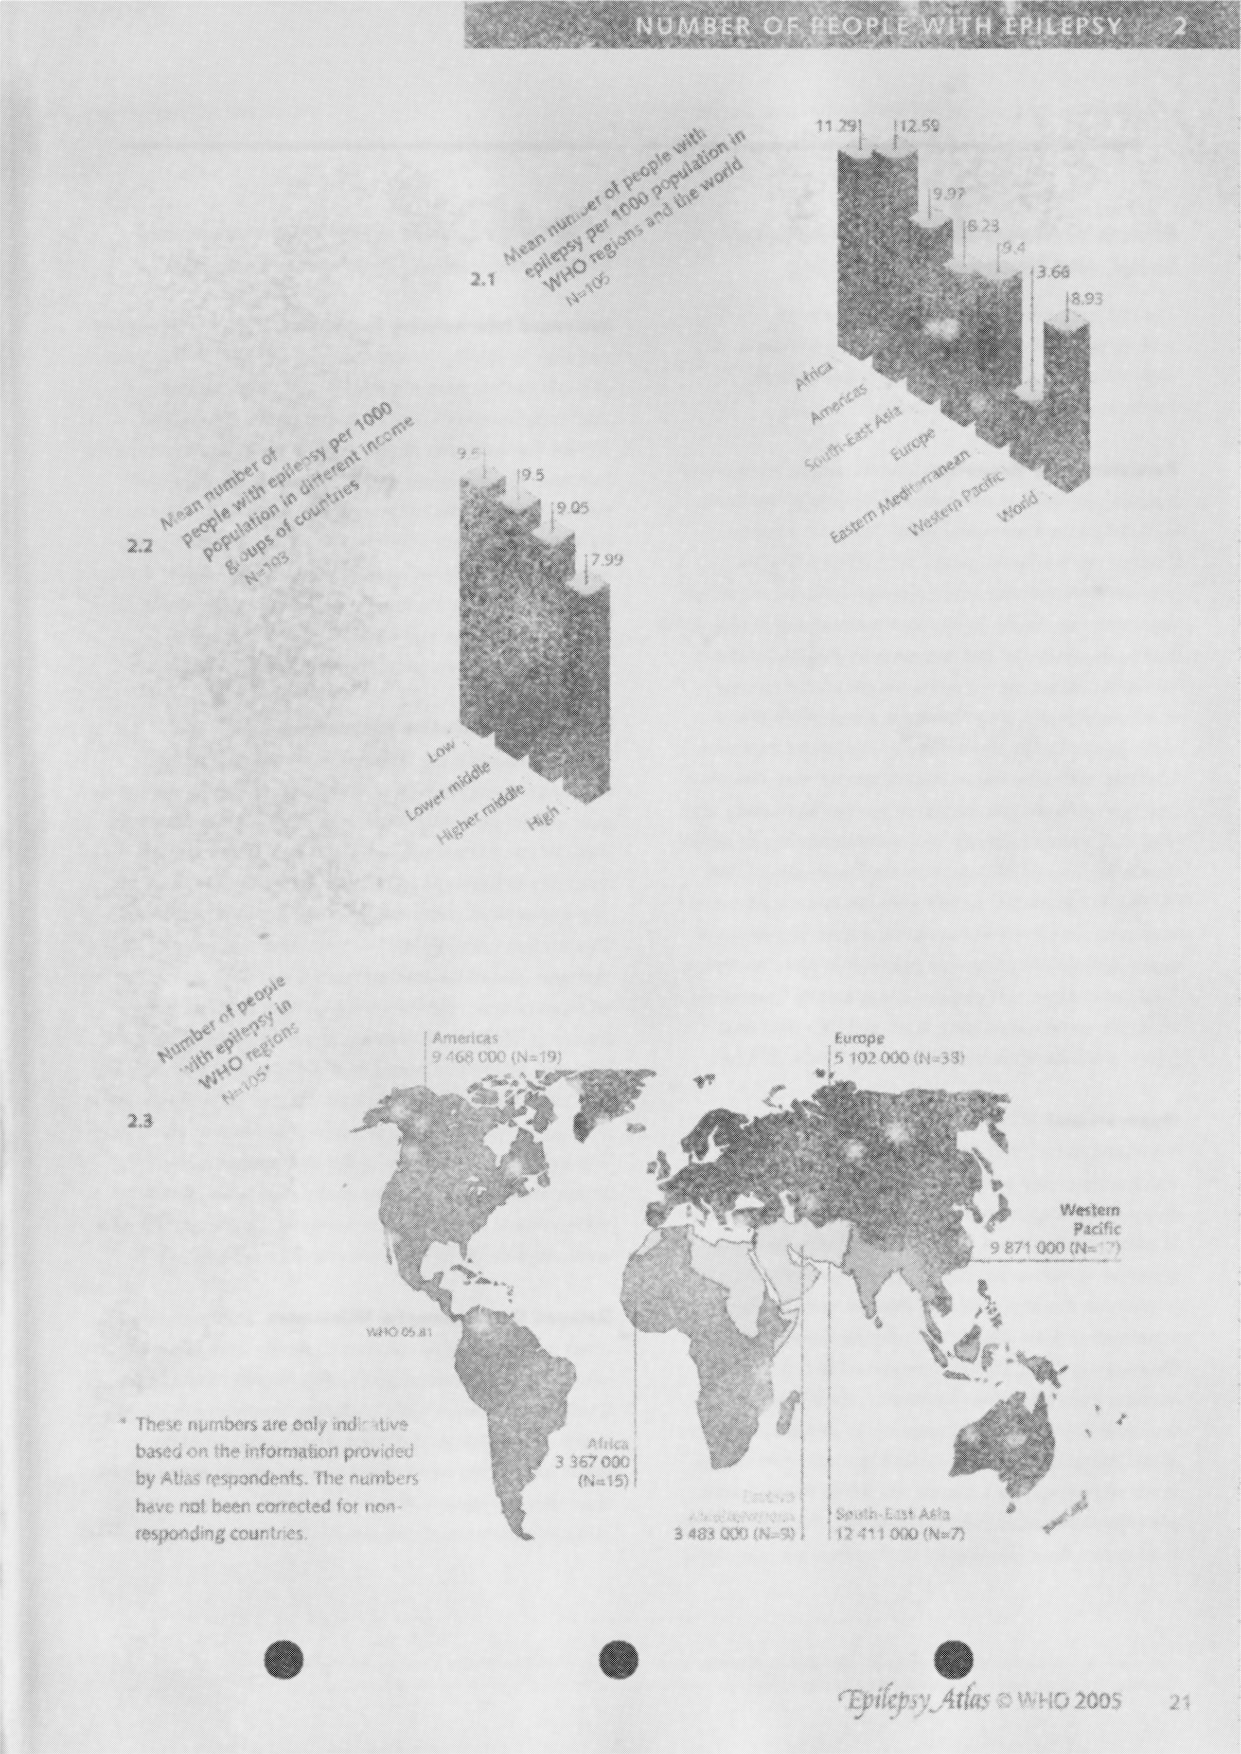 NUMBER OF PEOPLE WITH EPILEPSY 2
2.1
Mean number of people with
epilepsy per 1000 population in
WHO regions and the world
N=105
11.29
12.59
9.97
8.23
9.4
3.66
8.93
Africa
Americas
South-East Asia
Europe
Eastern Mediterranean
Western Pacific
World
2.2
Mean number of
people with epilepsy per 1000
population in different income
groups of countries
N=103
9.5
9.05
7.99
Low
Lower middle
Higher middle
High
2.3
Number of people
with epilepsy in
WHO regions
N=105*
Americas
9 468 000 (N=19)
Europe
5 102 000 (N=38)
Western
Pacific
9 871 000 (N=17)
WHO 05.81
Africa
3 367 000
(N=15)
Eastern
Mediterranean
3 483 000 (N=9)
South-East Asia
12 411 000 (N=7)
* These numbers are only indicative
based on the information provided
by Atlas respondents. The numbers
have not been corrected for non-
responding countries.
Epilepsy Atlas © WHO 2005 21